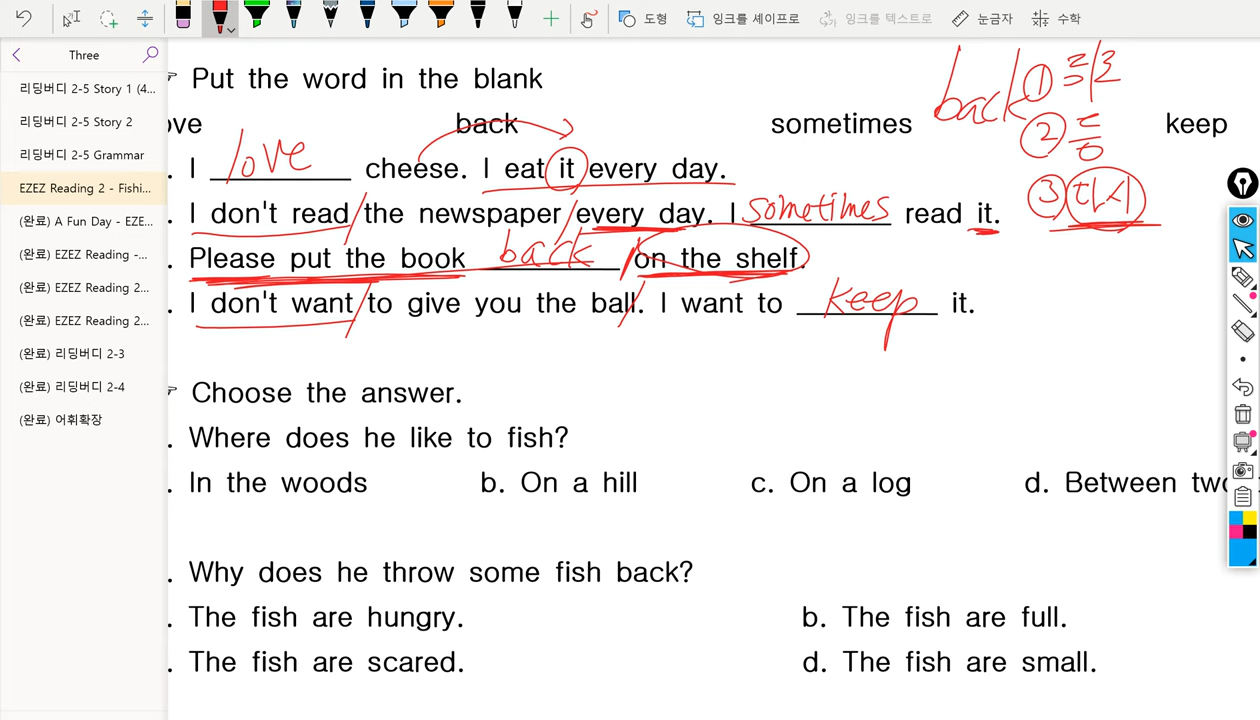 도형 잉크를 셰이프로 잉크를 텍스트로 눈금자 수학
Three
리딩버디 2-5 Story 1 (4...
리딩버디 2-5 Story 2
리딩버디 2-5 Grammar
EZEZ Reading 2 - Fishi...
(완료) A Fun Day - EZE...
(완료) EZEZ Reading -...
(완료) EZEZ Reading 2...
(완료) EZEZ Reading 2...
(완료) 리딩버디 2-3
(완료) 리딩버디 2-4
(완료) 어휘확장
Put the word in the blank
ove back sometimes keep
. I love cheese. I eat it every day.
. I don't read the newspaper every day. I sometimes read it.
. Please put the book back on the shelf.
. I don't want to give you the ball. I want to keep it.
back ①
② 등
③ 다시
Choose the answer.
. Where does he like to fish?
. In the woods b. On a hill c. On a log d. Between two
. Why does he throw some fish back?
. The fish are hungry. b. The fish are full.
. The fish are scared. d. The fish are small.